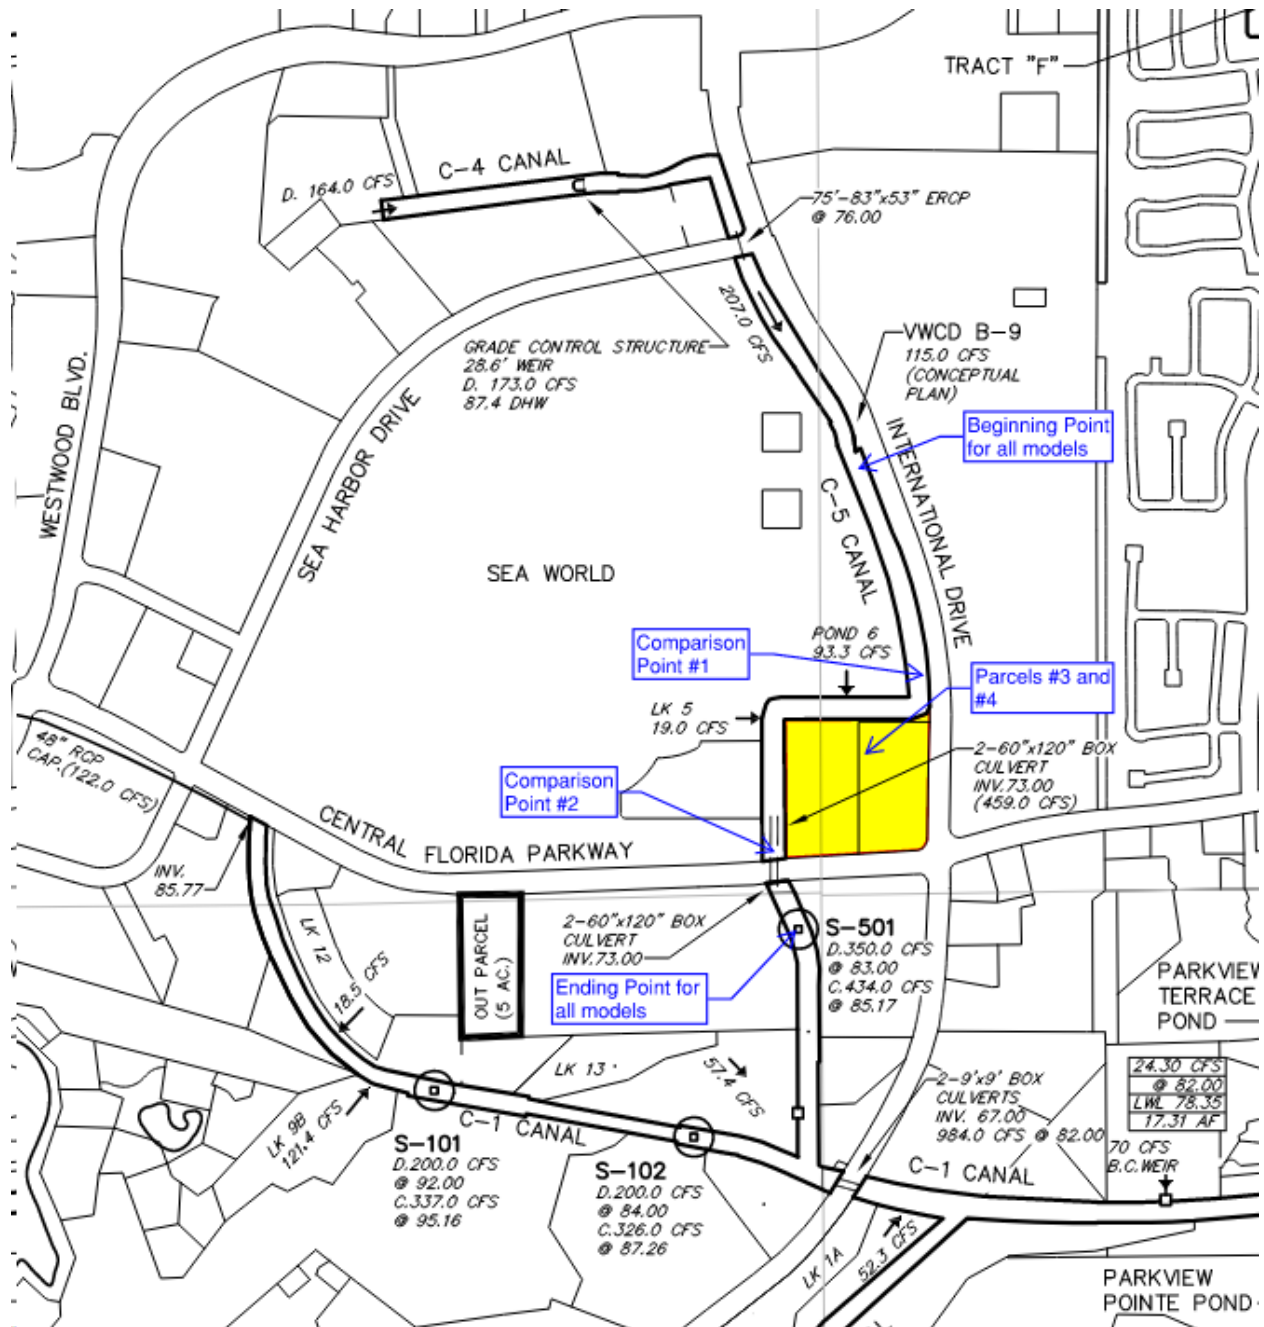 TRACT "F"
C-4 CANAL
D. 164.0 CFS
75'-83"x53" ERCP
@ 76.00
207.0 CFS
GRADE CONTROL STRUCTURE
28.6' WEIR
D. 173.0 CFS
87.4 DHW
VWCD B-9
115.0 CFS
(CONCEPTUAL
PLAN)
WESTWOOD BLVD.
SEA HARBOR DRIVE
INTERNATIONAL DRIVE
Beginning Point
for all models
C-5 CANAL
SEA WORLD
Comparison
Point #1
POND 6
93.3 CFS
Parcels #3 and
#4
LK 5
19.0 CFS
48" RCP
CAP.(122.0 CFS)
2-60"x120" BOX
CULVERT
INV.73.00
(459.0 CFS)
Comparison
Point #2
CENTRAL FLORIDA PARKWAY
INV.
85.77
LK 12
18.5 CFS
OUT PARCEL
(5 AC.)
2-60"x120" BOX
CULVERT
INV.73.00
Ending Point for
all models
S-501
D.350.0 CFS
@ 83.00
C.434.0 CFS
@ 85.17
PARKVIEW
TERRACE
POND
LK 13
57.4 CFS
2-9'x9' BOX
CULVERTS
INV. 67.00
984.0 CFS @ 82.00
24.30 CFS
@ 82.00
LWL 78.35
17.31 AF
70 CFS
B.C.WEIR
LK 9B
121.4 CFS
S-101
D.200.0 CFS
@ 92.00
C.337.0 CFS
@ 95.16
C-1 CANAL
S-102
D.200.0 CFS
@ 84.00
C.326.0 CFS
@ 87.26
C-1 CANAL
LK 1A
52.3 CFS
PARKVIEW
POINTE POND